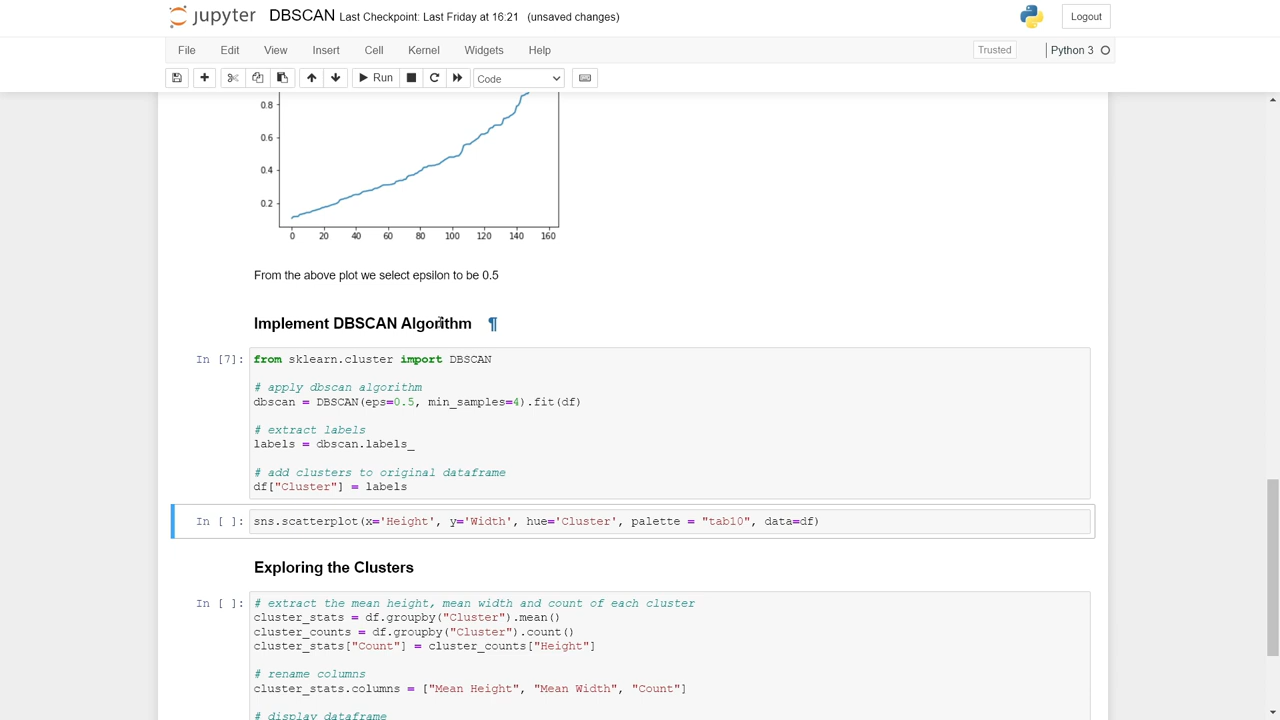 jupyter DBSCAN Last Checkpoint: Last Friday at 16:21 (unsaved changes) Logout
File Edit View Insert Cell Kernel Widgets Help Trusted Python 3
Run Code
0.8
0.6
0.4
0.2
0 20 40 60 80 100 120 140 160
From the above plot we select epsilon to be 0.5
Implement DBSCAN Algorithm ¶
In [7]: from sklearn.cluster import DBSCAN
# apply dbscan algorithm
dbscan = DBSCAN(eps=0.5, min_samples=4).fit(df)
# extract labels
labels = dbscan.labels_
# add clusters to original dataframe
df["Cluster"] = labels
In [ ]: sns.scatterplot(x='Height', y='Width', hue='Cluster', palette = "tab10", data=df)
Exploring the Clusters
In [ ]: # extract the mean height, mean width and count of each cluster
cluster_stats = df.groupby("Cluster").mean()
cluster_counts = df.groupby("Cluster").count()
cluster_stats["Count"] = cluster_counts["Height"]
# rename columns
cluster_stats.columns = ["Mean Height", "Mean Width", "Count"]
# display dataframe